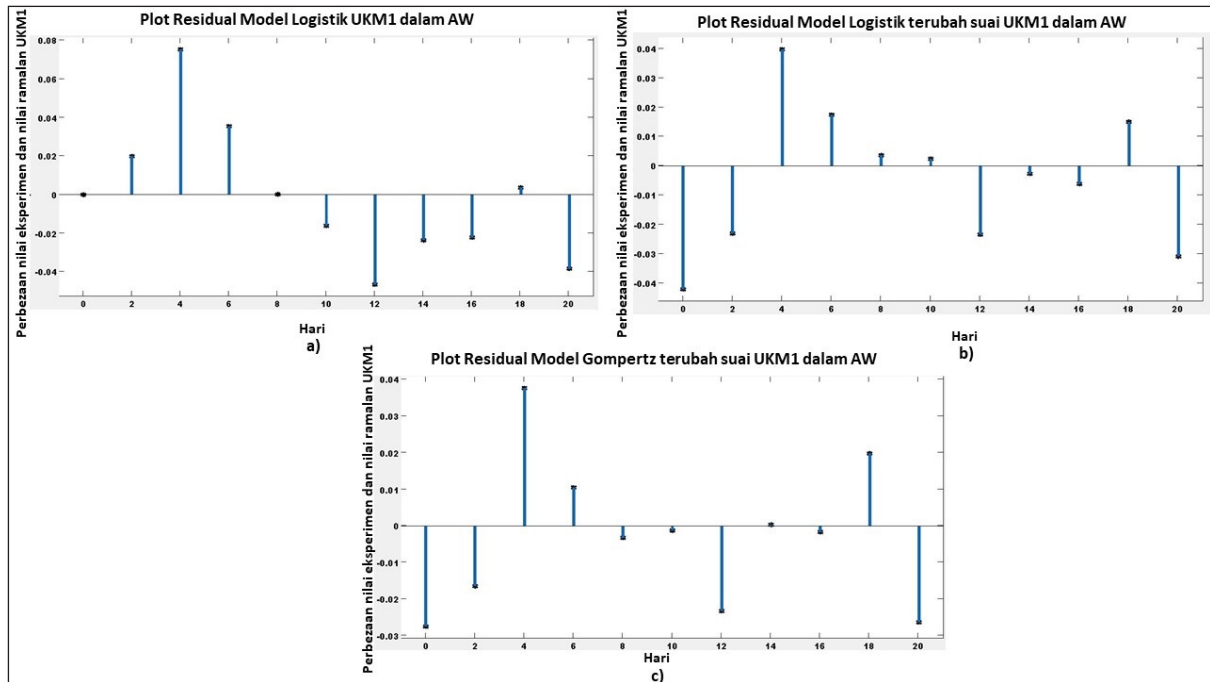 Plot Residual Model Logistik UKM1 dalam AW
Perbezaan nilai eksperimen dan nilai ramalan UKM1
0.08
0.06
0.04
0.02
0
-0.02
-0.04
0 2 4 6 8 10 12 14 16 18 20
Hari
a)
Plot Residual Model Logistik terubah suai UKM1 dalam AW
Perbezaan nilai eksperimen dan nilai ramalan UKM1
0.04
0.03
0.02
0.01
0
-0.01
-0.02
-0.03
-0.04
0 2 4 6 8 10 12 14 16 18 20
Hari
b)
Plot Residual Model Gompertz terubah suai UKM1 dalam AW
Perbezaan nilai eksperimen dan nilai ramalan UKM1
0.04
0.03
0.02
0.01
0
-0.01
-0.02
-0.03
0 2 4 6 8 10 12 14 16 18 20
Hari
c)